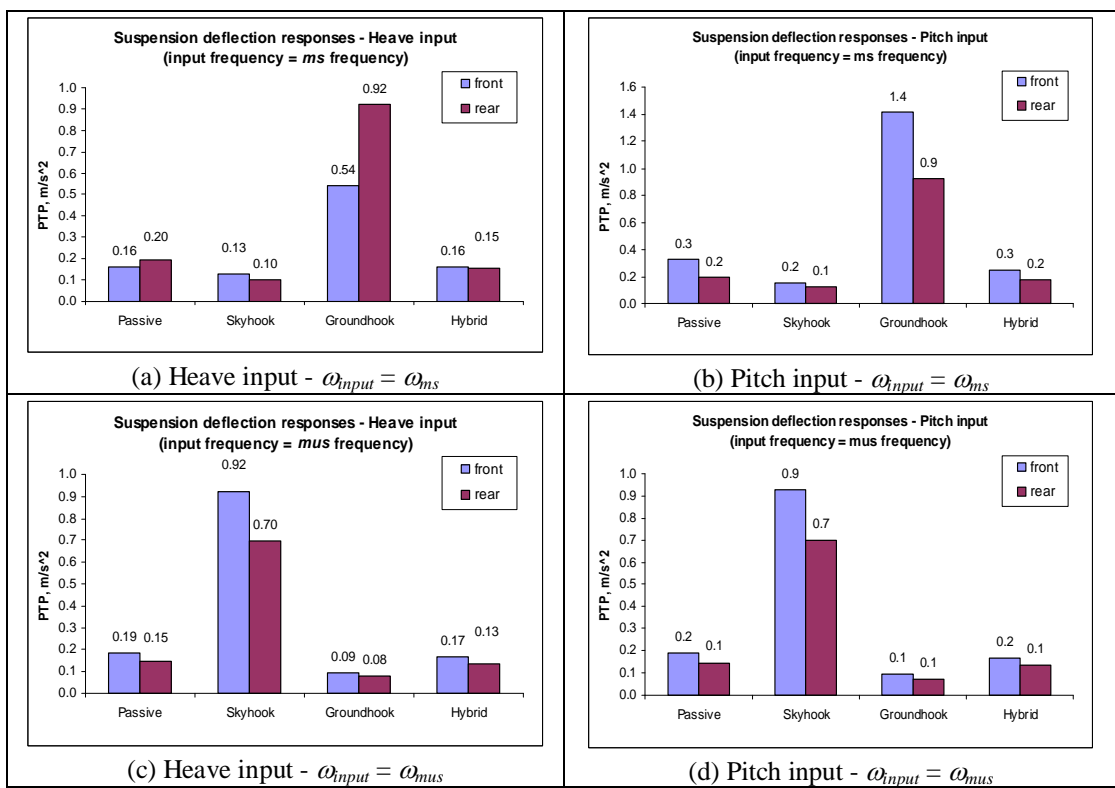 Suspension deflection responses - Heave input
(input frequency = ms frequency)
front
rear
PTP, m/s^2
1.0
0.9
0.8
0.7
0.6
0.5
0.4
0.3
0.2
0.1
0.0
0.16
0.20
0.13
0.10
0.54
0.92
0.16
0.15
Passive
Skyhook
Groundhook
Hybrid
(a) Heave input - ω_input = ω_ms
Suspension deflection responses - Pitch input
(input frequency = ms frequency)
front
rear
PTP, m/s^2
1.6
1.4
1.2
1.0
0.8
0.6
0.4
0.2
0.0
0.3
0.2
0.2
0.1
1.4
0.9
0.3
0.2
Passive
Skyhook
Groundhook
Hybrid
(b) Pitch input - ω_input = ω_ms
Suspension deflection responses - Heave input
(input frequency = mus frequency)
front
rear
PTP, m/s^2
1.0
0.9
0.8
0.7
0.6
0.5
0.4
0.3
0.2
0.1
0.0
0.19
0.15
0.92
0.70
0.09
0.08
0.17
0.13
Passive
Skyhook
Groundhook
Hybrid
(c) Heave input - ω_input = ω_mus
Suspension deflection responses - Pitch input
(input frequency = mus frequency)
front
rear
PTP, m/s^2
1.0
0.9
0.8
0.7
0.6
0.5
0.4
0.3
0.2
0.1
0.0
0.2
0.1
0.9
0.7
0.1
0.1
0.2
0.1
Passive
Skyhook
Groundhook
Hybrid
(d) Pitch input - ω_input = ω_mus